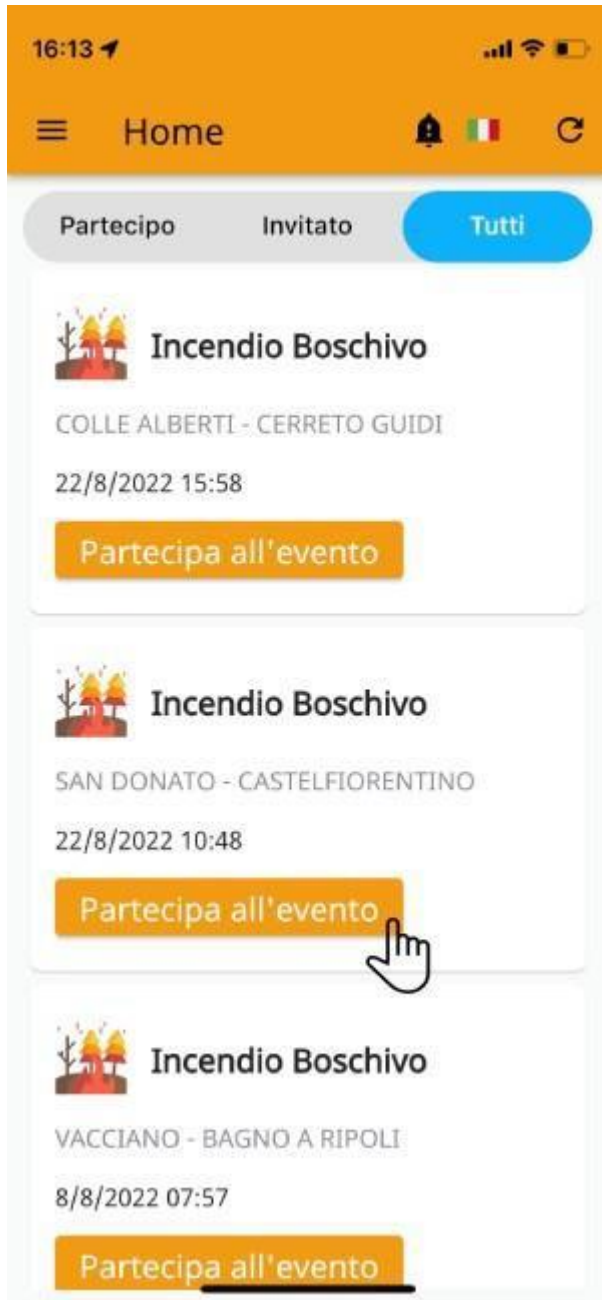 16:13
Home
Partecipo Invitato Tutti
Incendio Boschivo
COLLE ALBERTI - CERRETO GUIDI
22/8/2022 15:58
Partecipa all'evento
Incendio Boschivo
SAN DONATO - CASTELFIORENTINO
22/8/2022 10:48
Partecipa all'evento
Incendio Boschivo
VACCIANO - BAGNO A RIPOLI
8/8/2022 07:57
Partecipa all'evento